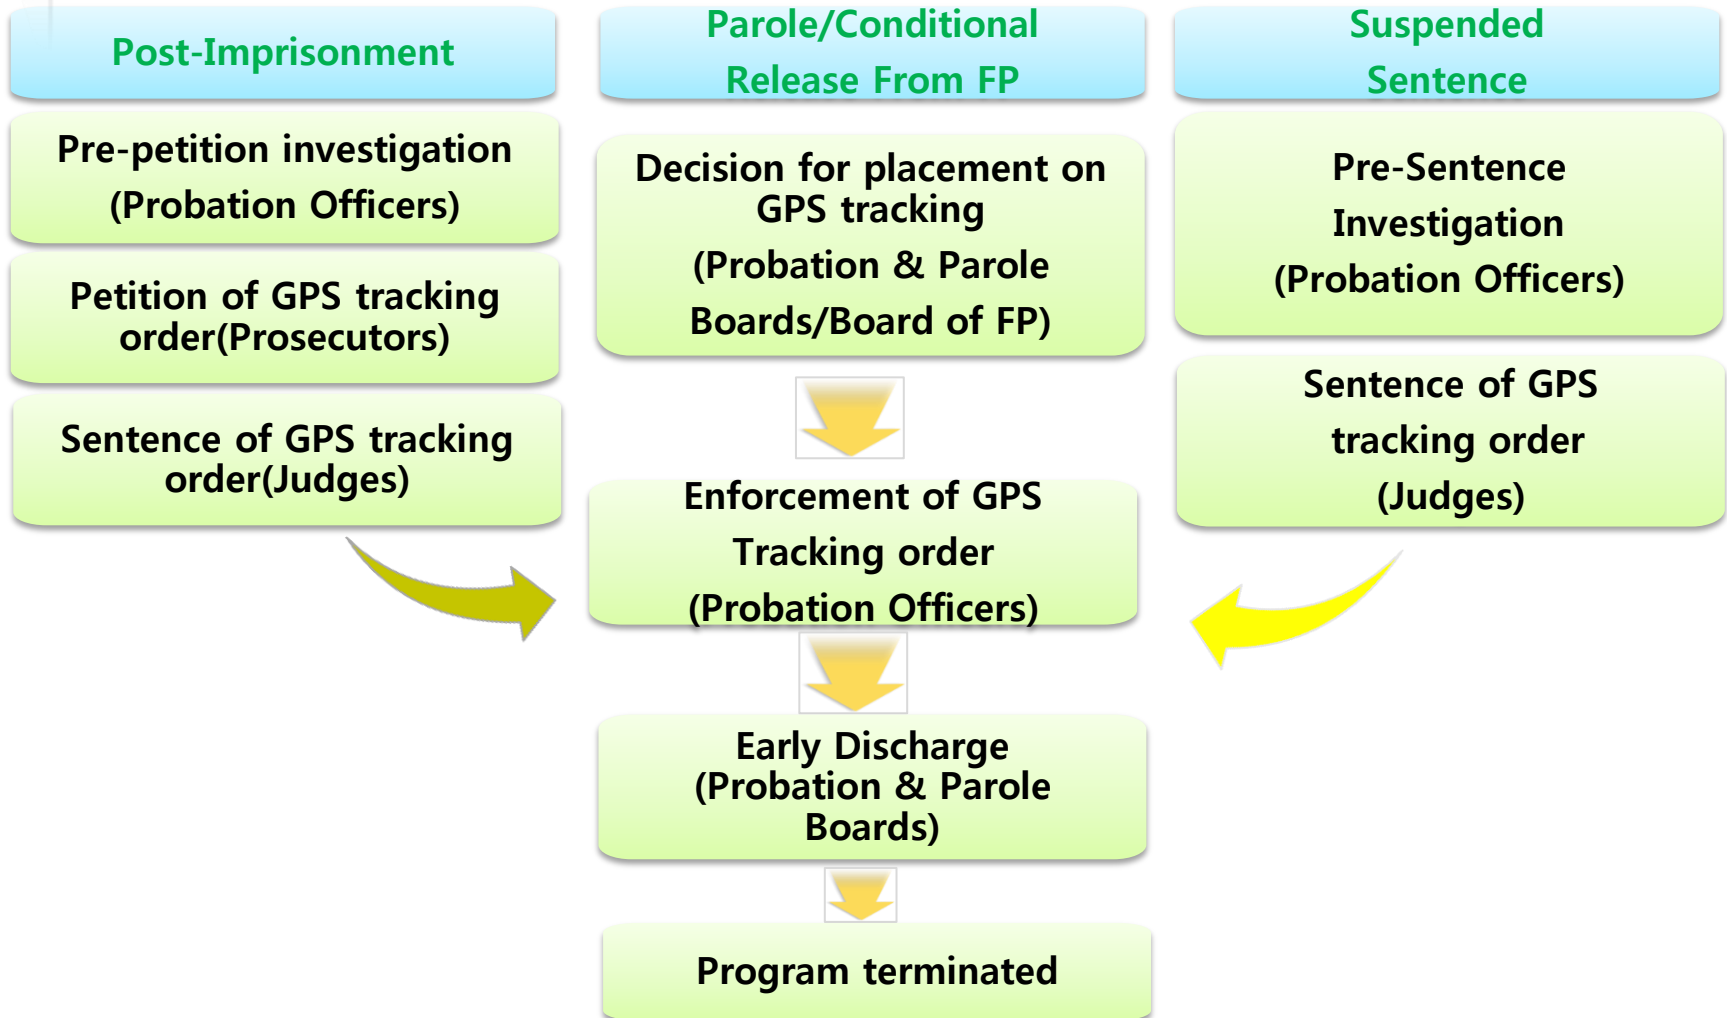 Post-Imprisonment
Pre-petition investigation
(Probation Officers)
Petition of GPS tracking
order(Prosecutors)
Sentence of GPS tracking
order(Judges)
Parole/Conditional
Release From FP
Decision for placement on
GPS tracking
(Probation & Parole
Boards/Board of FP)
Enforcement of GPS
Tracking order
(Probation Officers)
Early Discharge
(Probation & Parole
Boards)
Program terminated
Suspended
Sentence
Pre-Sentence
Investigation
(Probation Officers)
Sentence of GPS
tracking order
(Judges)